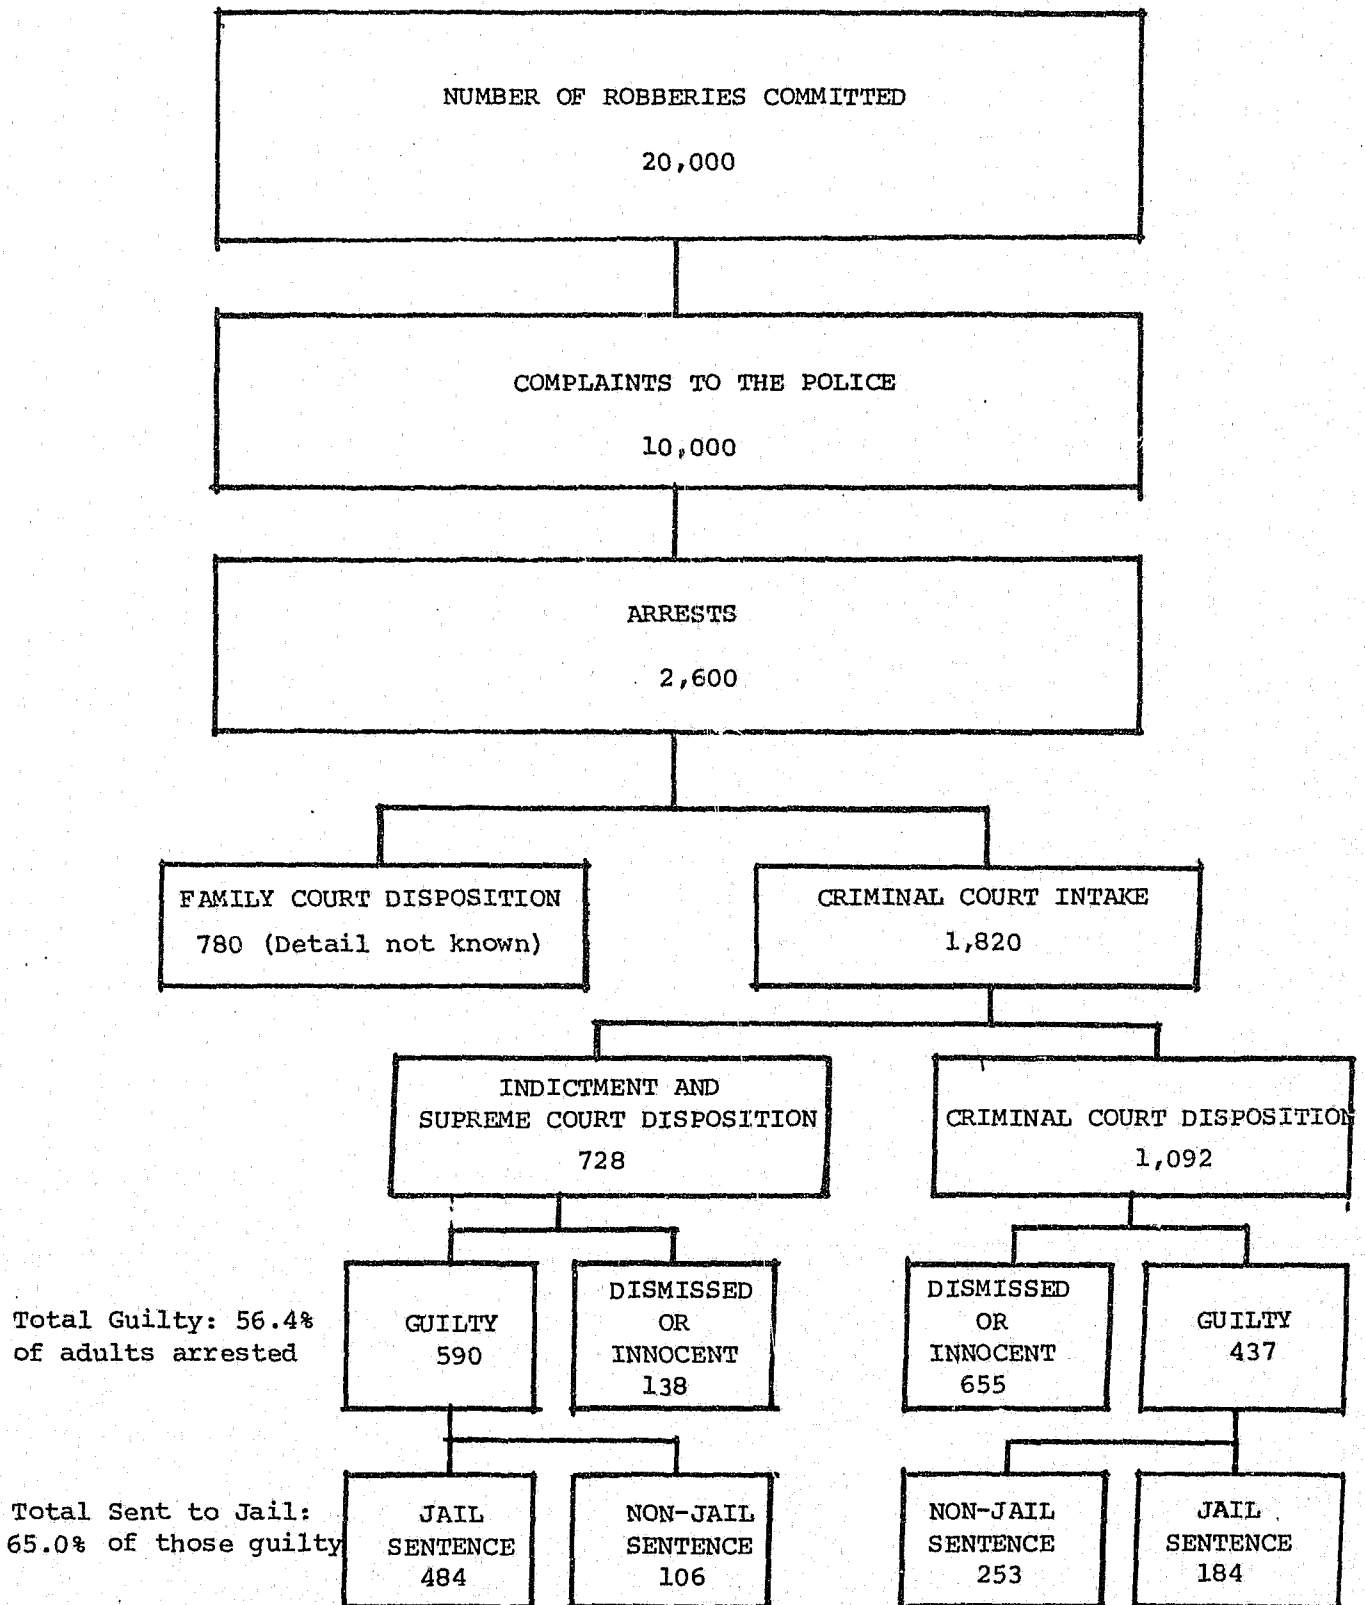 NUMBER OF ROBBERIES COMMITTED
20,000
COMPLAINTS TO THE POLICE
10,000
ARRESTS
2,600
FAMILY COURT DISPOSITION
780 (Detail not known)
CRIMINAL COURT INTAKE
1,820
INDICTMENT AND
SUPREME COURT DISPOSITION
728
CRIMINAL COURT DISPOSITION
1,092
Total Guilty: 56.4%
of adults arrested
GUILTY
590
DISMISSED
OR
INNOCENT
138
DISMISSED
OR
INNOCENT
655
GUILTY
437
Total Sent to Jail:
65.0% of those guilty
JAIL
SENTENCE
484
NON-JAIL
SENTENCE
106
NON-JAIL
SENTENCE
253
JAIL
SENTENCE
184